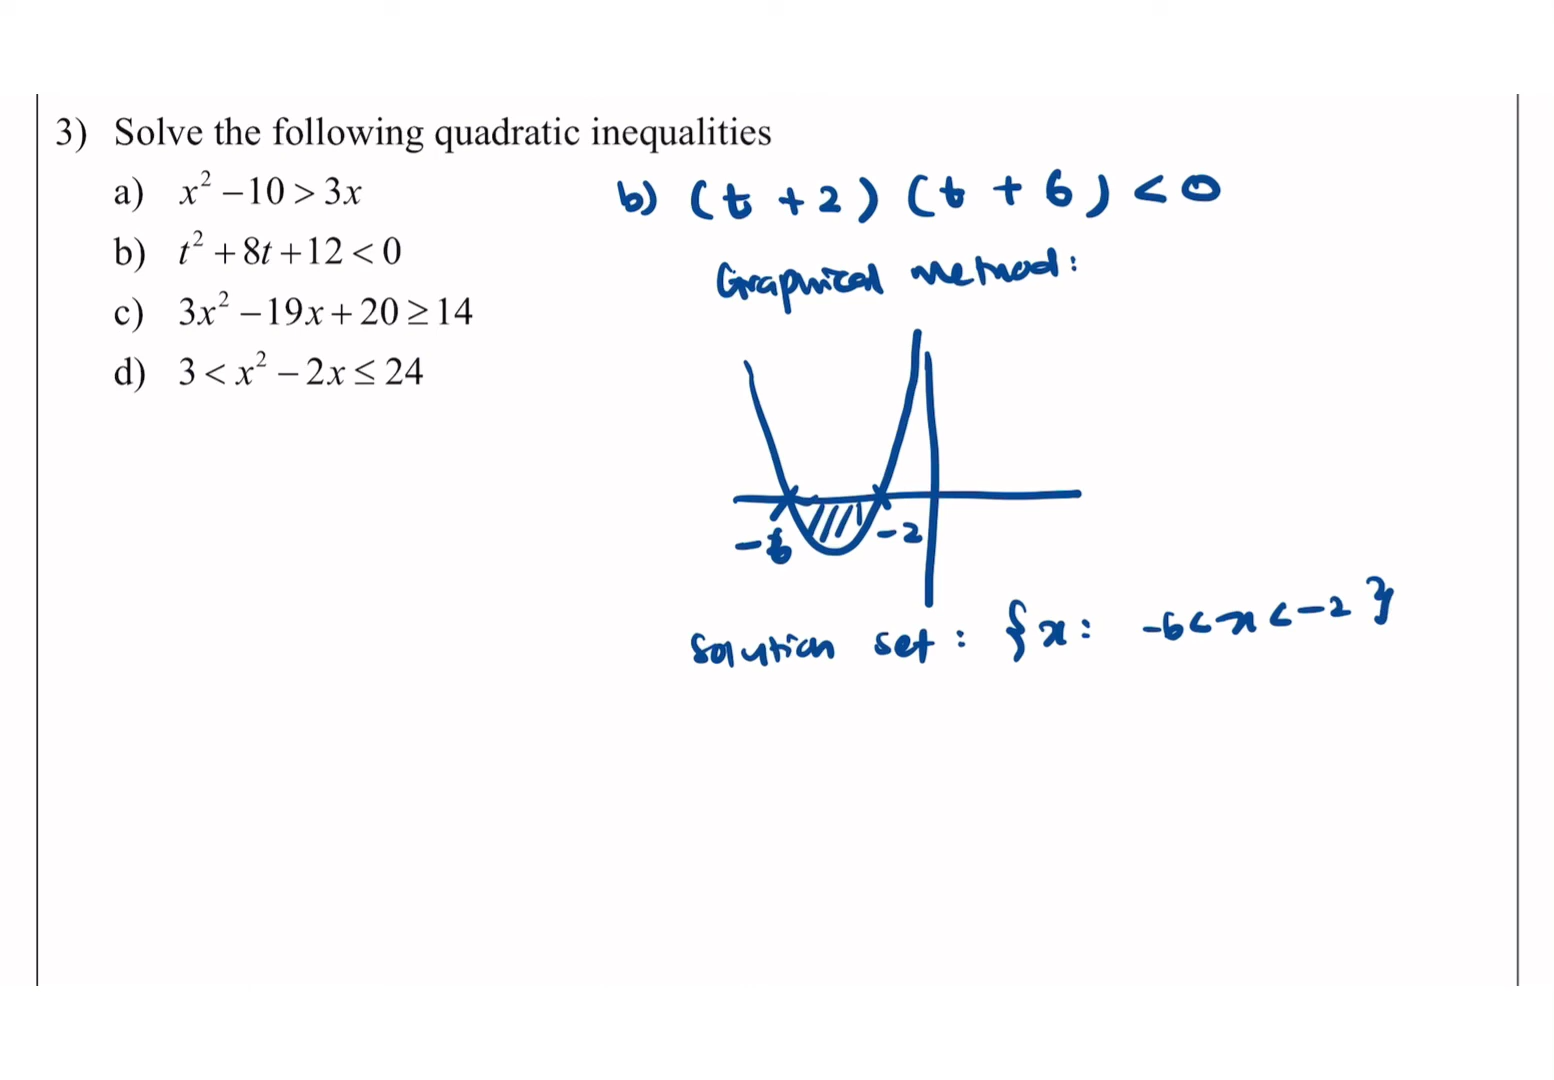 3) Solve the following quadratic inequalities
a) x² − 10 > 3x
b) t² + 8t + 12 < 0
c) 3x² − 19x + 20 ≥ 14
d) 3 < x² − 2x ≤ 24
b) (t + 2) (t + 6) < 0
Graphical method:
−6 −2
Solution set : {x: −6 < x < −2}